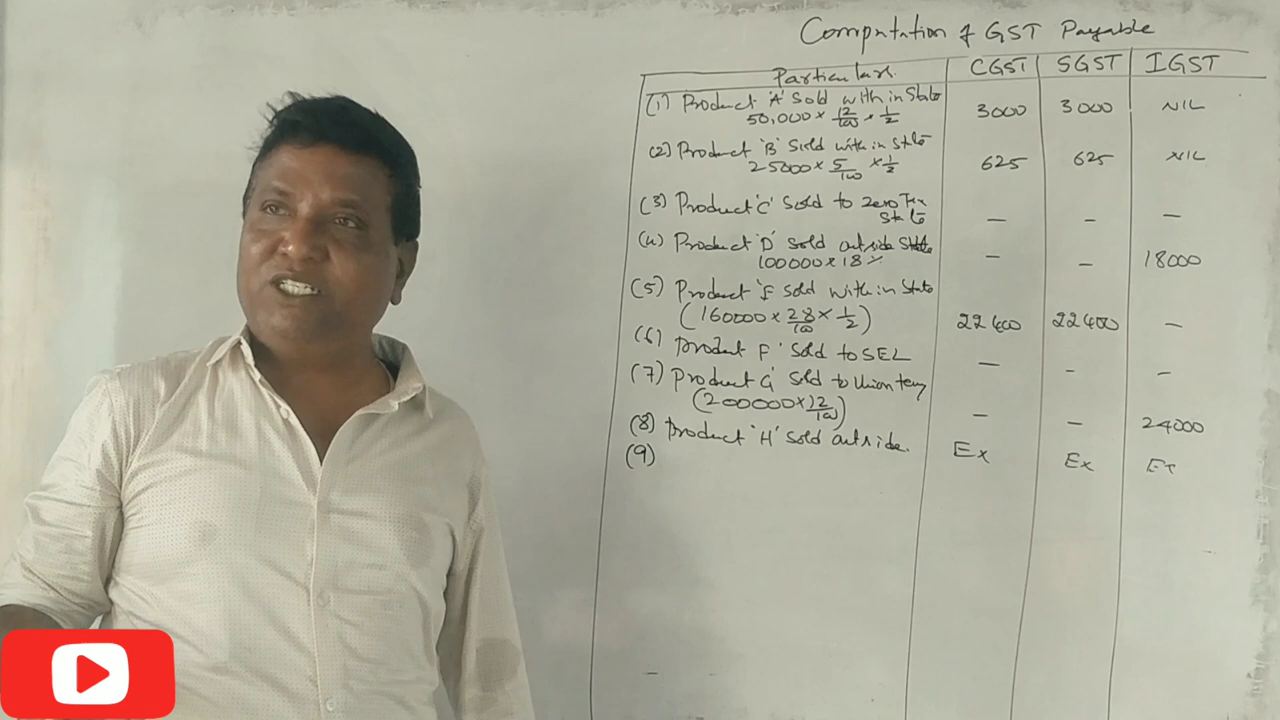 Computation of GST Payable
Particulars. CGST SGST IGST
(1) Product 'A' Sold within State 3000 3000 NIL
50,000 × 12/100 × 1/2
(2) Product 'B' Sold within State 625 625 NIL
25000 × 5/100 × 1/2
(3) Product 'C' Sold to Zero Tax
State — — —
(4) Product 'D' Sold outside State
100000 × 18% — — 18000
(5) Product 'E Sold within State
(160000 × 28/100 × 1/2) 22400 22400 —
(6) Product F' Sold to SEZ — — —
(7) Product G' Sold to Union
(200000 × 12/100) — — 24000
(8) Product 'H' Sold outside. Ex Ex Ex
(9)